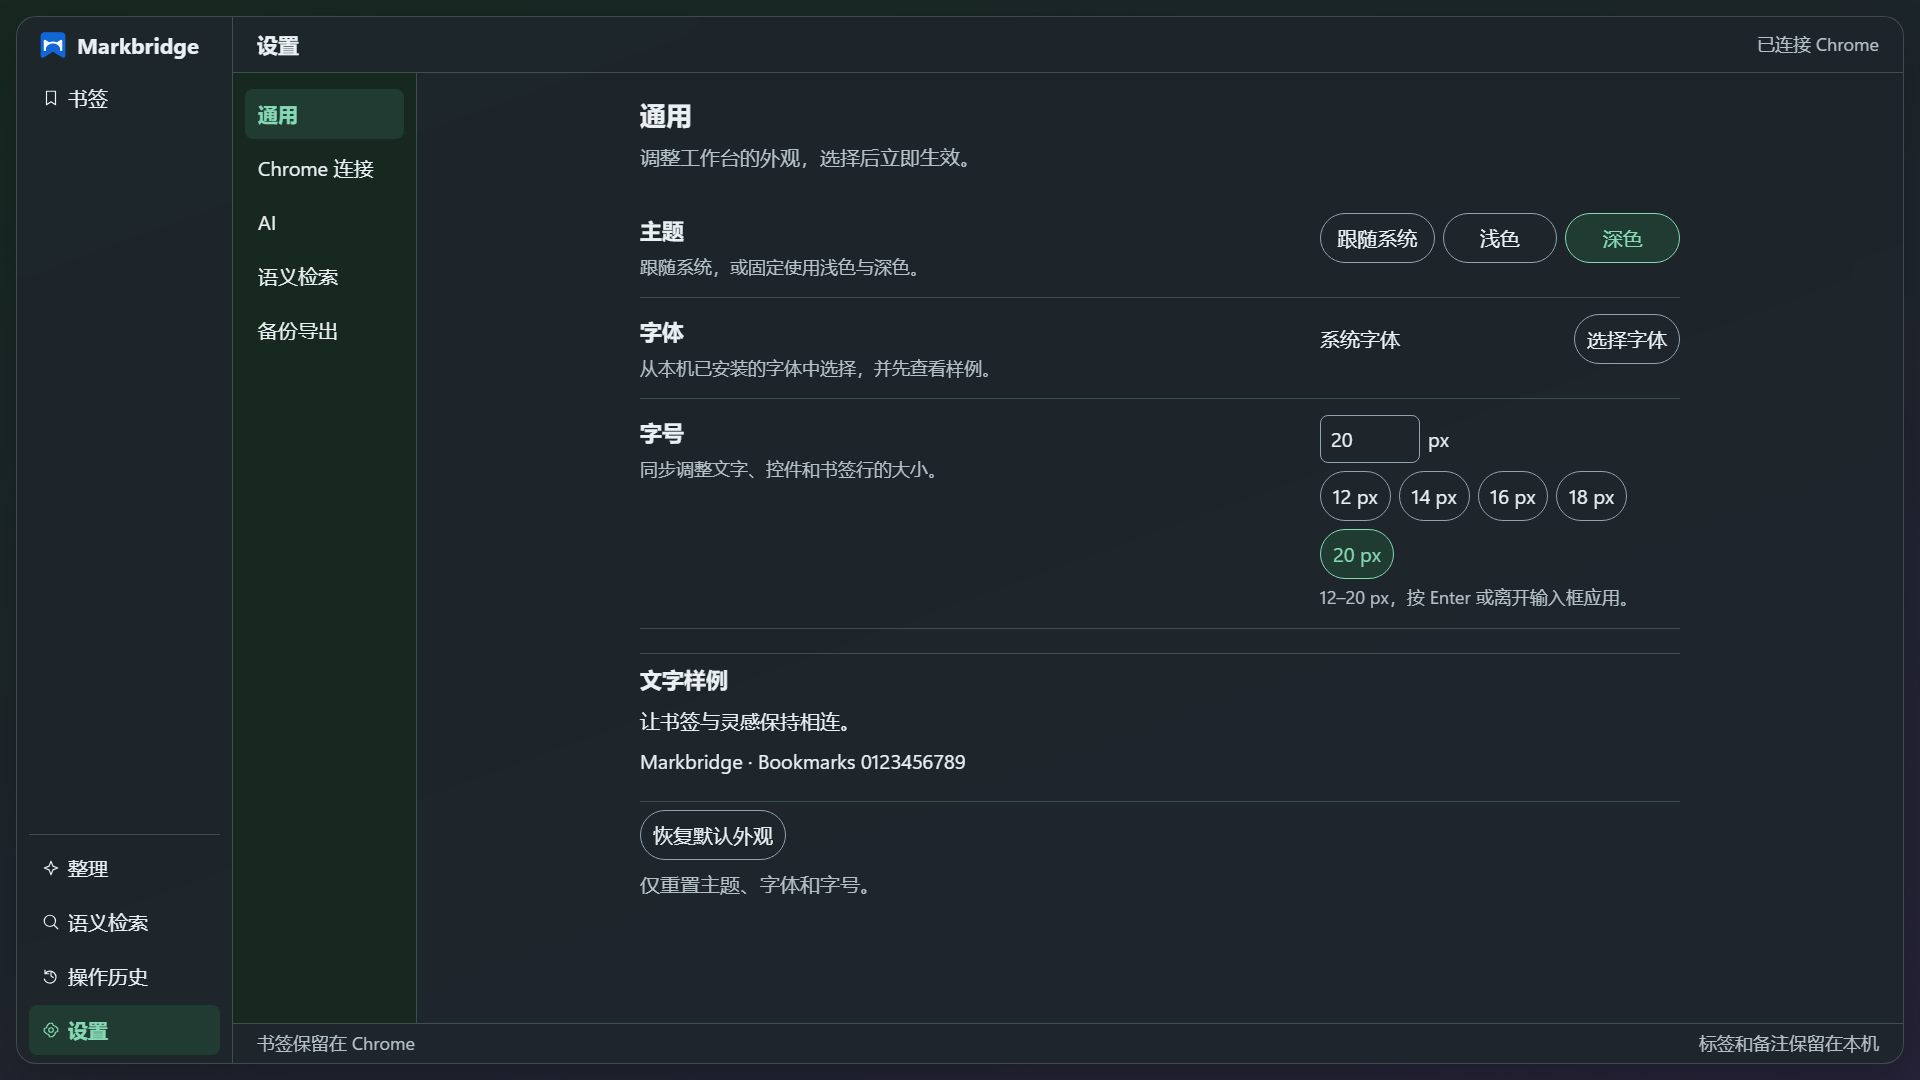 Markbridge
书签
整理
语义检索
操作历史
设置
设置
已连接 Chrome
通用
Chrome 连接
AI
语义检索
备份导出
通用
调整工作台的外观，选择后立即生效。
主题
跟随系统，或固定使用浅色与深色。
跟随系统 浅色 深色
字体
从本机已安装的字体中选择，并先查看样例。
系统字体 选择字体
字号
同步调整文字、控件和书签行的大小。
20 px
12 px 14 px 16 px 18 px
20 px
12–20 px，按 Enter 或离开输入框应用。
文字样例
让书签与灵感保持相连。
Markbridge · Bookmarks 0123456789
恢复默认外观
仅重置主题、字体和字号。
书签保留在 Chrome
标签和备注保留在本机